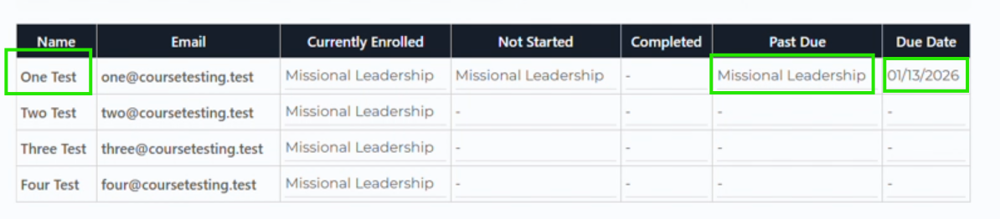 Name Email Currently Enrolled Not Started Completed Past Due Due Date
One Test one@coursetesting.test Missional Leadership Missional Leadership - Missional Leadership 01/13/2026
Two Test two@coursetesting.test Missional Leadership - - - -
Three Test three@coursetesting.test Missional Leadership - - - -
Four Test four@coursetesting.test Missional Leadership - - - -